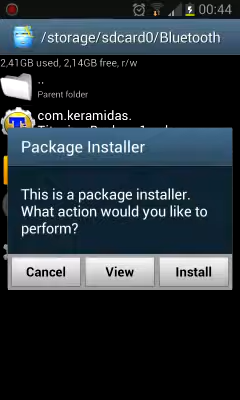 00:44
/storage/sdcard0/Bluetooth
2,41GB used, 2,14GB free, r/w
..
Parent folder
com.keramidas.
Package Installer
This is a package installer.
What action would you like to
perform?
Cancel View Install